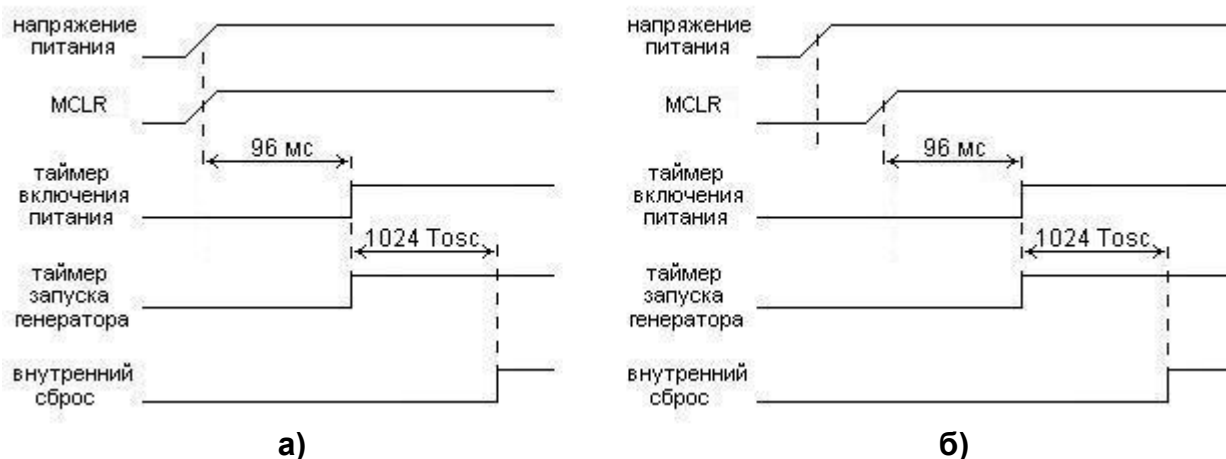 напряжение
питания
MCLR
96 мс
таймер
включения
питания
1024 Tosc
таймер
запуска
генератора
внутренний
сброс
а)
напряжение
питания
MCLR
96 мс
таймер
включения
питания
1024 Tosc
таймер
запуска
генератора
внутренний
сброс
б)